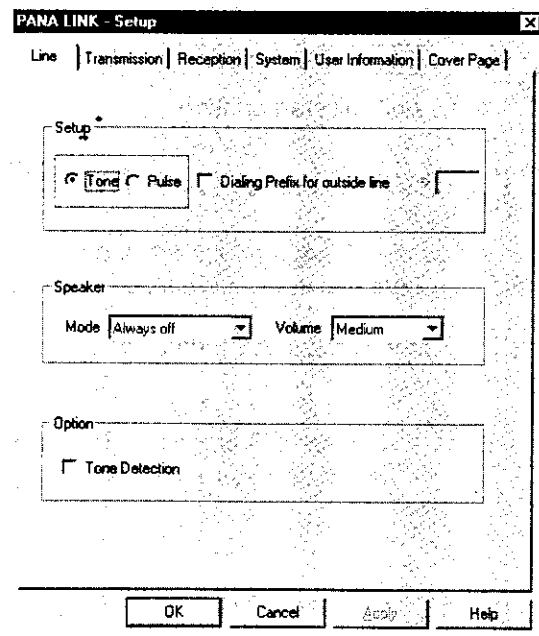 PANA LINK - Setup
Line Transmission Reception System User Information Cover Page
Setup
Tone Pulse Dialing Prefix for outside line
Speaker
Mode Always off Volume Medium
Option
Tone Detection
OK Cancel Apply Help